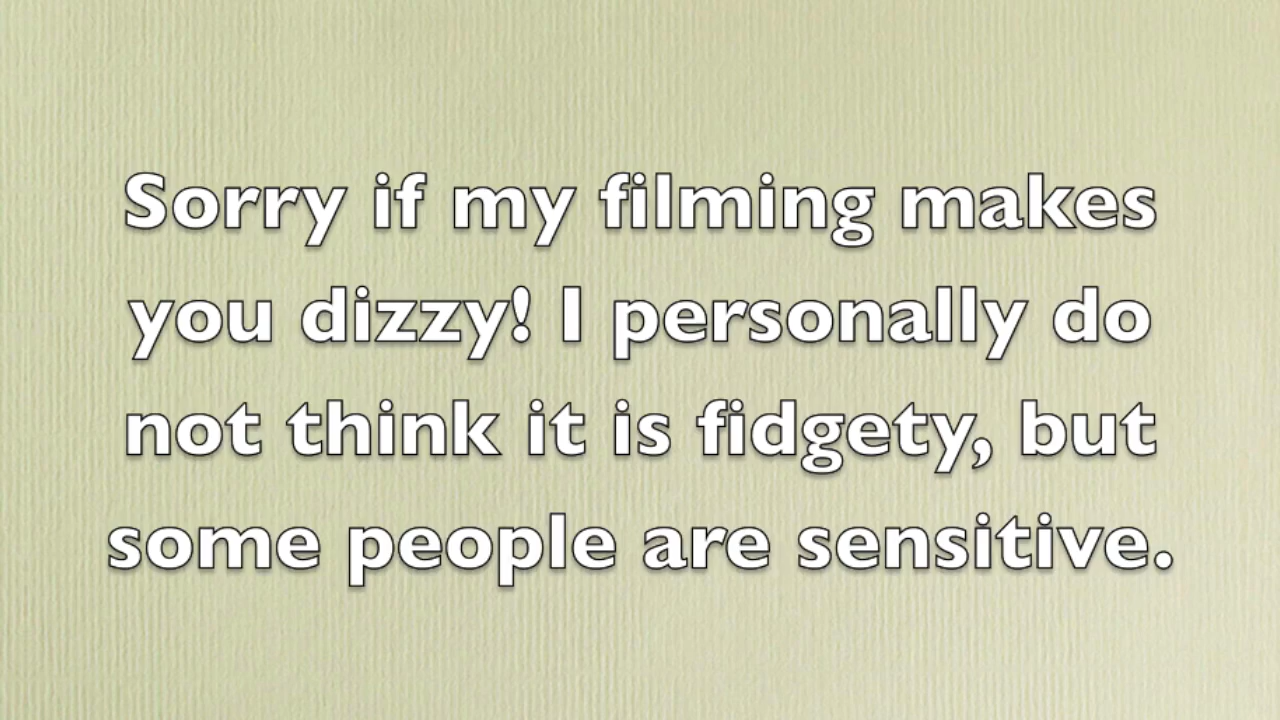 Sorry if my filming makes
you dizzy! I personally do
not think it is fidgety, but
some people are sensitive.